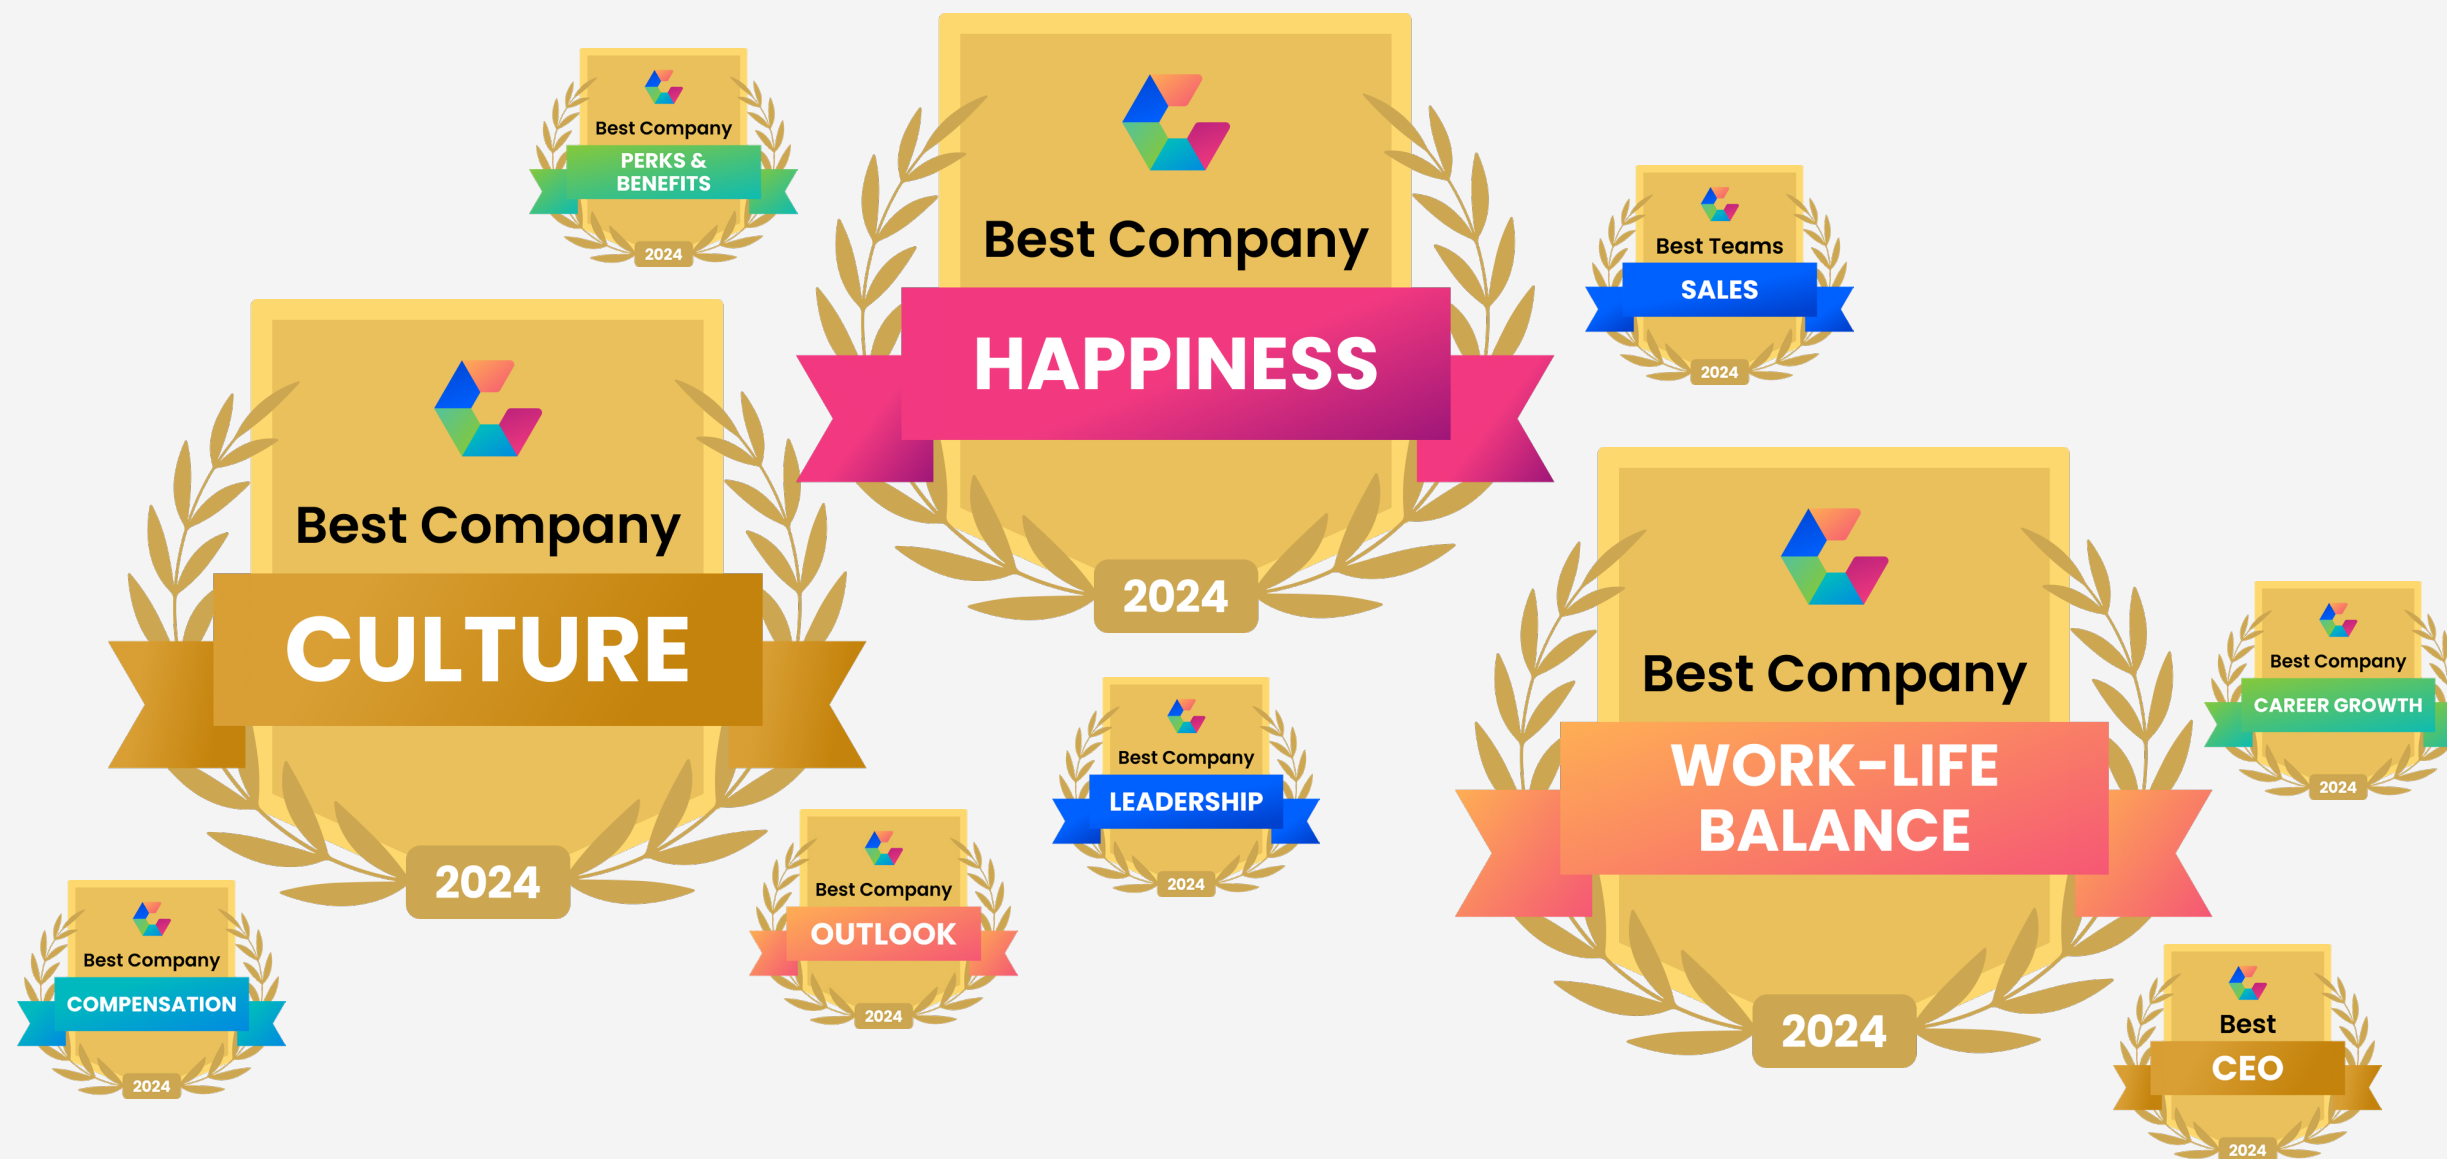 Best Company
PERKS &
BENEFITS
2024
Best Company
HAPPINESS
2024
Best Teams
SALES
2024
Best Company
CULTURE
2024
Best Company
WORK-LIFE
BALANCE
2024
Best Company
CAREER GROWTH
2024
Best Company
LEADERSHIP
2024
Best Company
OUTLOOK
2024
Best Company
COMPENSATION
2024
Best
CEO
2024